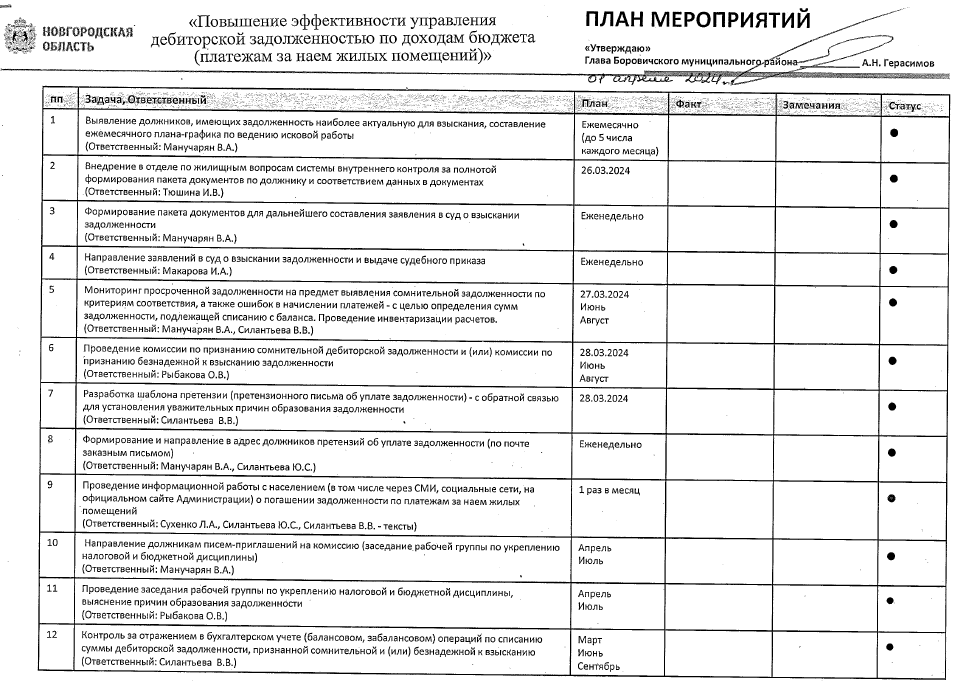 НОВГОРОДСКАЯ
ОБЛАСТЬ
«Повышение эффективности управления
дебиторской задолженностью по доходам бюджета
(платежам за наем жилых помещений)»
ПЛАН МЕРОПРИЯТИЙ
«Утверждаю»
Глава Боровичского муниципального района А.Н. Герасимов
01 апреля 2024г.
пп Задача, Ответственный План Факт Замечания Статус
1 Выявление должников, имеющих задолженность наиболее актуальную для взыскания, составление
ежемесячного плана-графика по ведению исковой работы
(Ответственный: Манучарян В.А.)
Ежемесячно
(до 5 числа
каждого месяца)
2 Внедрение в отделе по жилищным вопросам системы внутреннего контроля за полнотой
формирования пакета документов по должнику и соответствием данных в документах
(Ответственный: Тюшина И.В.)
26.03.2024
3 Формирование пакета документов для дальнейшего составления заявления в суд о взыскании
задолженности
(Ответственный: Манучарян В.А.)
Еженедельно
4 Направление заявлений в суд о взыскании задолженности и выдаче судебного приказа
(Ответственный: Макарова И.А.)
Еженедельно
5 Мониторинг просроченной задолженности на предмет выявления сомнительной задолженности по
критериям соответствия, а также ошибок в начислении платежей - с целью определения сумм
задолженности, подлежащей списанию с баланса. Проведение инвентаризации расчетов.
(Ответственный: Манучарян В.А., Силантьева В.В.)
27.03.2024
Июнь
Август
6 Проведение комиссии по признанию сомнительной дебиторской задолженности и (или) комиссии по
признанию безнадежной к взысканию задолженности
(Ответственный: Рыбакова О.В.)
28.03.2024
Июнь
Август
7 Разработка шаблона претензии (претензионного письма об уплате задолженности) - с обратной связью
для установления уважительных причин образования задолженности
(Ответственный: Силантьева В.В.)
28.03.2024
8 Формирование и направление в адрес должников претензий об уплате задолженности (по почте
заказным письмом)
(Ответственный: Манучарян В.А., Силантьева Ю.С.)
Еженедельно
9 Проведение информационной работы с населением (в том числе через СМИ, социальные сети, на
официальном сайте Администрации) о погашении задолженности по платежам за наем жилых
помещений
(Ответственный: Сухенко Л.А., Силантьева Ю.С., Силантьева В.В. - тексты)
1 раз в месяц
10 Направление должникам писем-приглашений на комиссию (заседание рабочей группы по укреплению
налоговой и бюджетной дисциплины)
(Ответственный: Манучарян В.А.)
Апрель
Июль
11 Проведение заседания рабочей группы по укреплению налоговой и бюджетной дисциплины,
выяснение причин образования задолженности
(Ответственный: Рыбакова О.В.)
Апрель
Июль
12 Контроль за отражением в бухгалтерском учете (балансовом, забалансовом) операций по списанию
суммы дебиторской задолженности, признанной сомнительной и (или) безнадежной к взысканию
(Ответственный: Силантьева В.В.)
Март
Июнь
Сентябрь